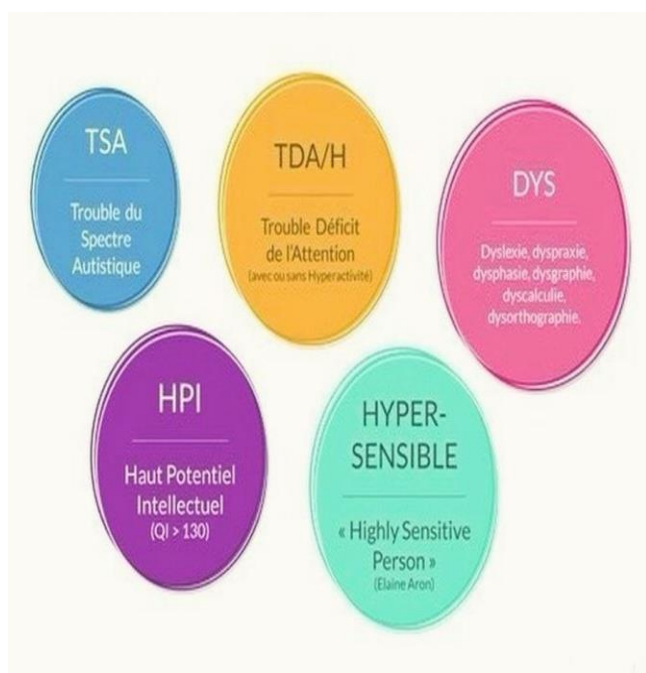 TSA
Trouble du
Spectre
Autistique
TDA/H
Trouble Déficit
de l'Attention
(avec ou sans Hyperactivité)
DYS
Dyslexie, dyspraxie,
dysphasie, dysgraphie,
dyscalculie,
dysorthographie.
HPI
Haut Potentiel
Intellectuel
(QI > 130)
HYPER-
SENSIBLE
« Highly Sensitive
Person »
(Elaine Aron)